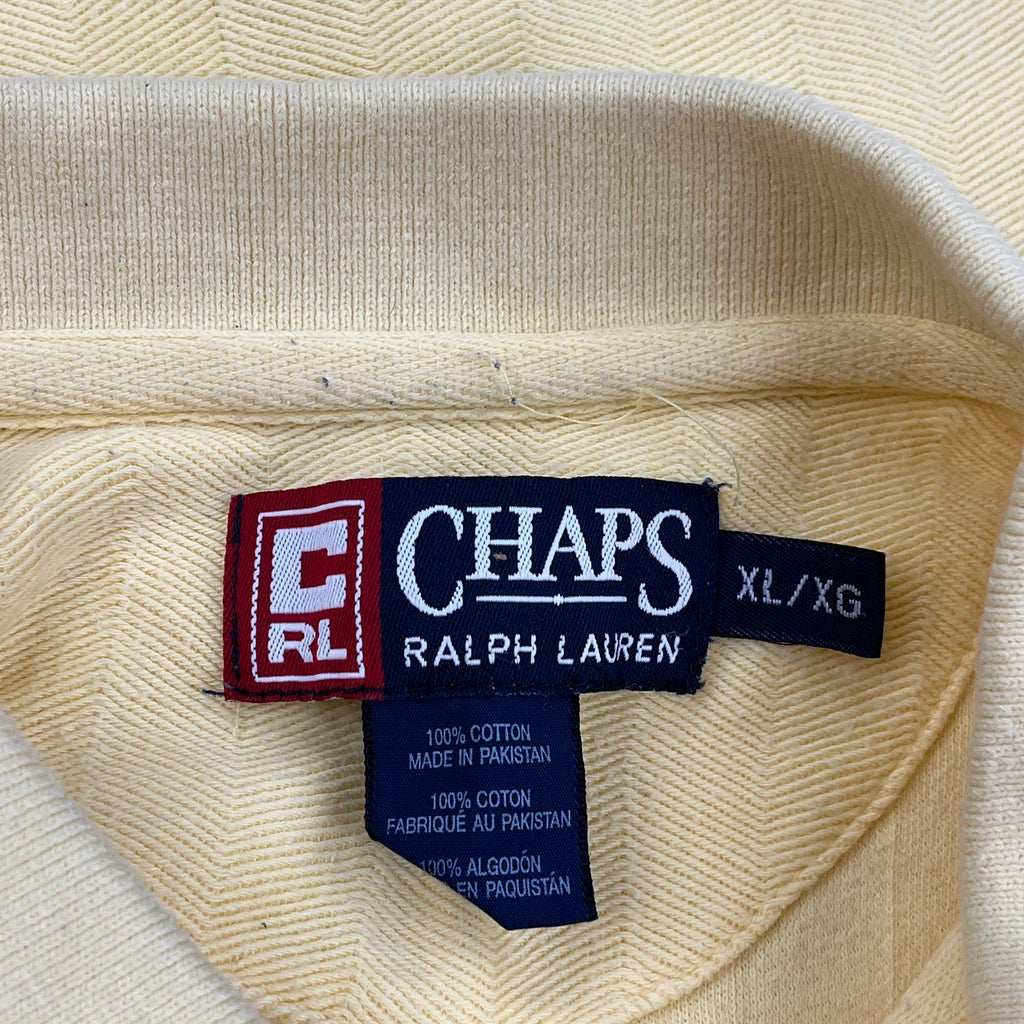 C
RL
CHAPS
RALPH LAUREN
XL/XG
100% COTTON
MADE IN PAKISTAN
100% COTON
FABRIQUÉ AU PAKISTAN
100% ALGODÓN
EN PAQUISTÁN